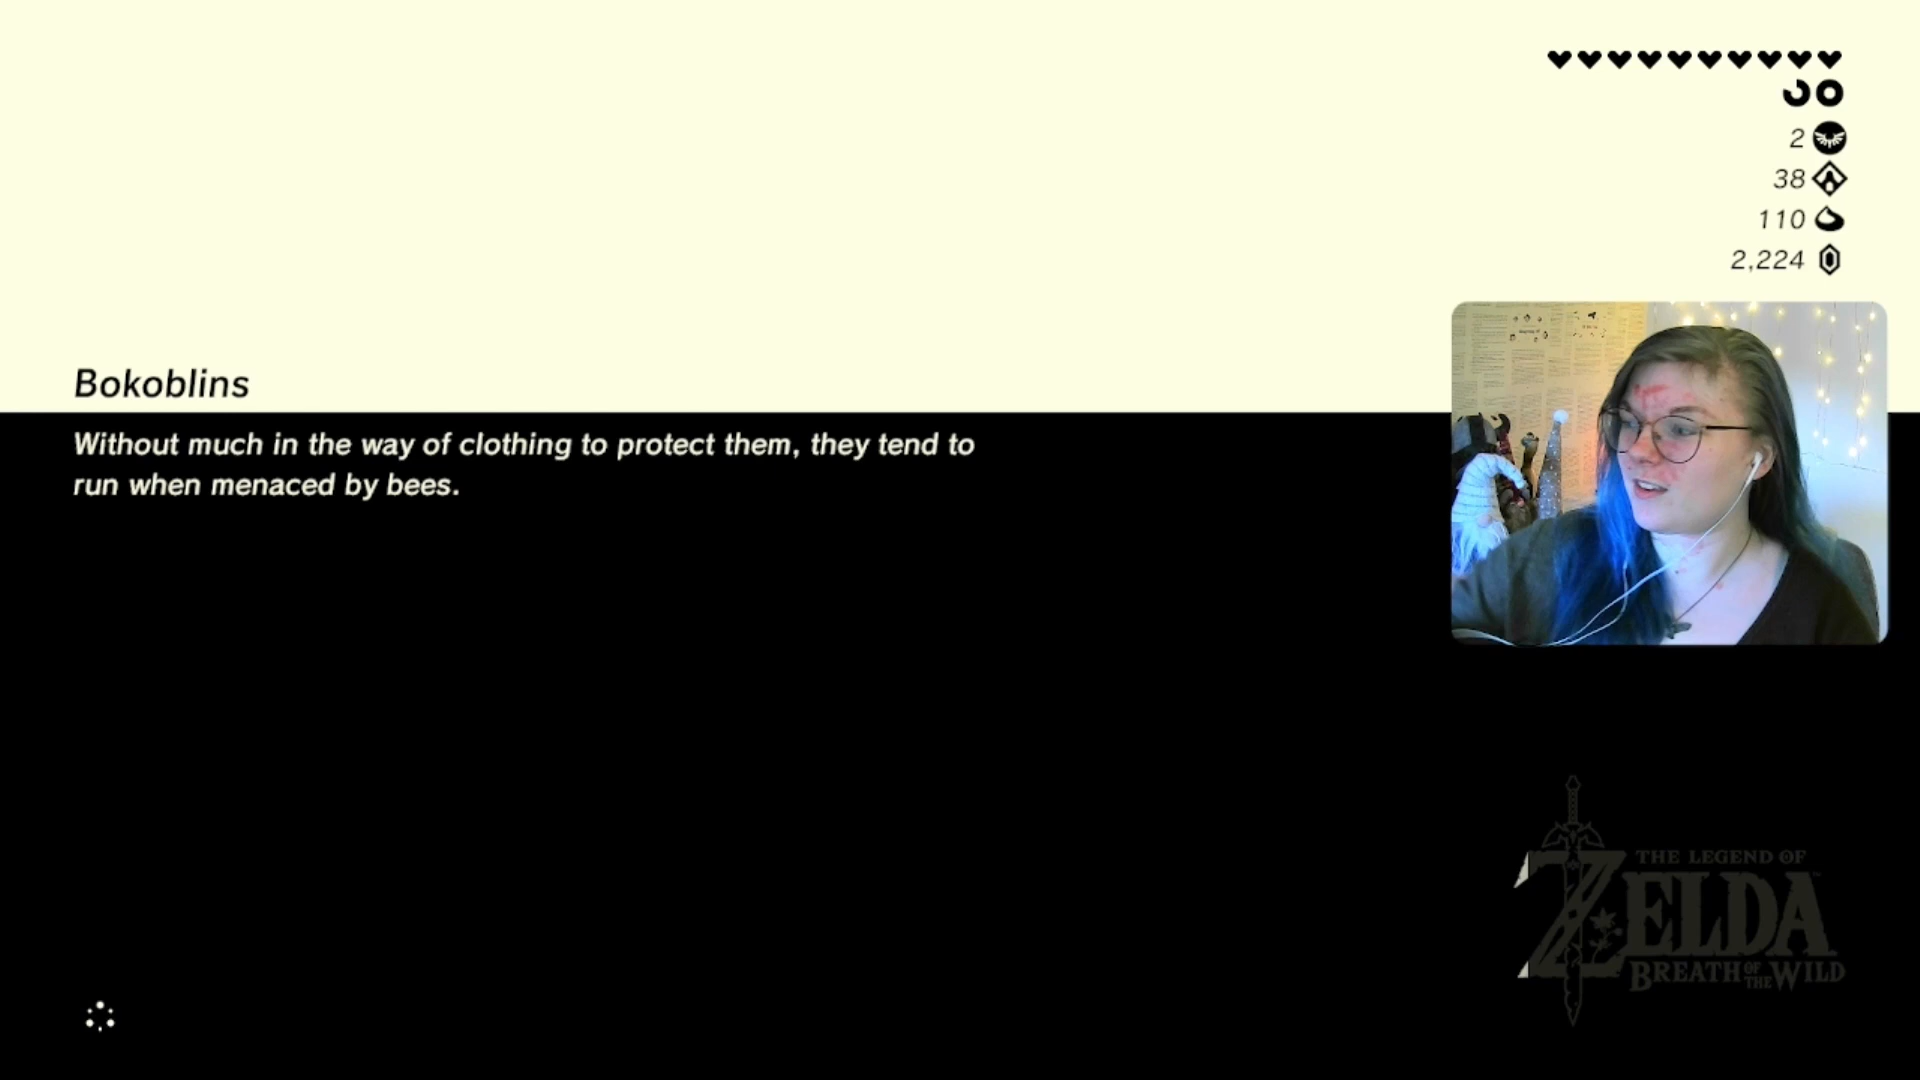 2
38
110
2,224
Bokoblins
Without much in the way of clothing to protect them, they tend to
run when menaced by bees.
THE LEGEND OF
ZELDA
BREATH OF THE WILD